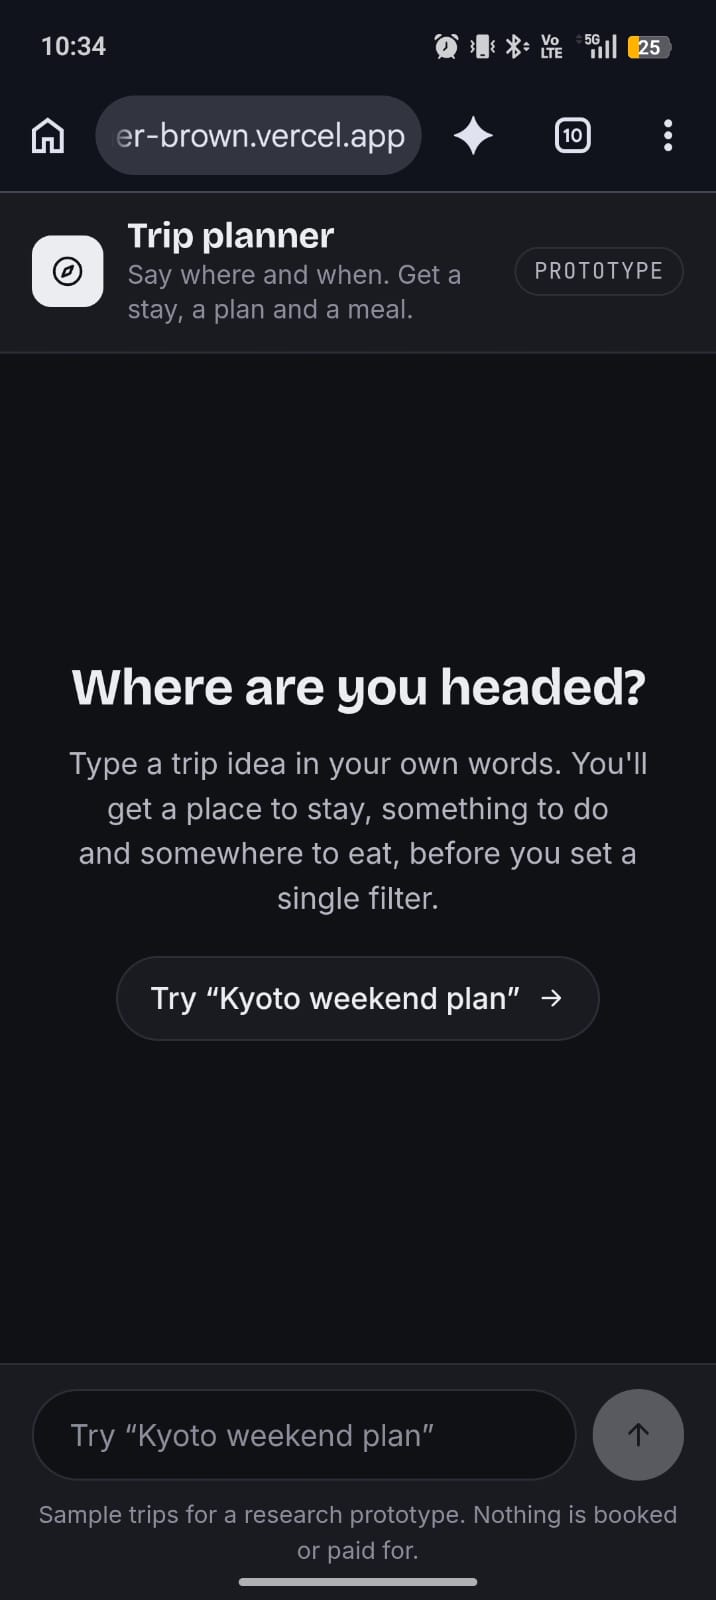 10:34
Vo
LTE
5G
25
er-brown.vercel.app
10
Trip planner
Say where and when. Get a
stay, a plan and a meal.
PROTOTYPE
Where are you headed?
Type a trip idea in your own words. You'll
get a place to stay, something to do
and somewhere to eat, before you set a
single filter.
Try “Kyoto weekend plan” →
Try “Kyoto weekend plan”
Sample trips for a research prototype. Nothing is booked
or paid for.